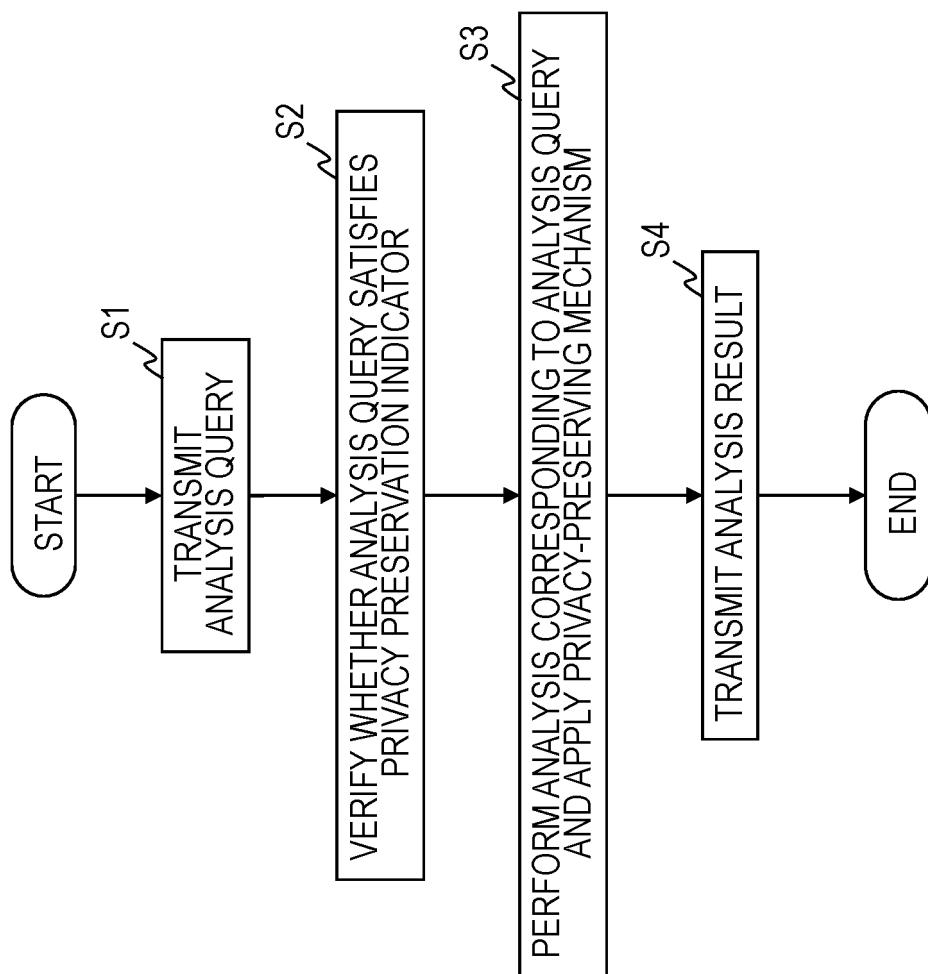 START
S1
TRANSMIT
ANALYSIS QUERY
S2
VERIFY WHETHER ANALYSIS QUERY SATISFIES
PRIVACY PRESERVATION INDICATOR
S3
PERFORM ANALYSIS CORRESPONDING TO ANALYSIS QUERY
AND APPLY PRIVACY-PRESERVING MECHANISM
S4
TRANSMIT ANALYSIS RESULT
END